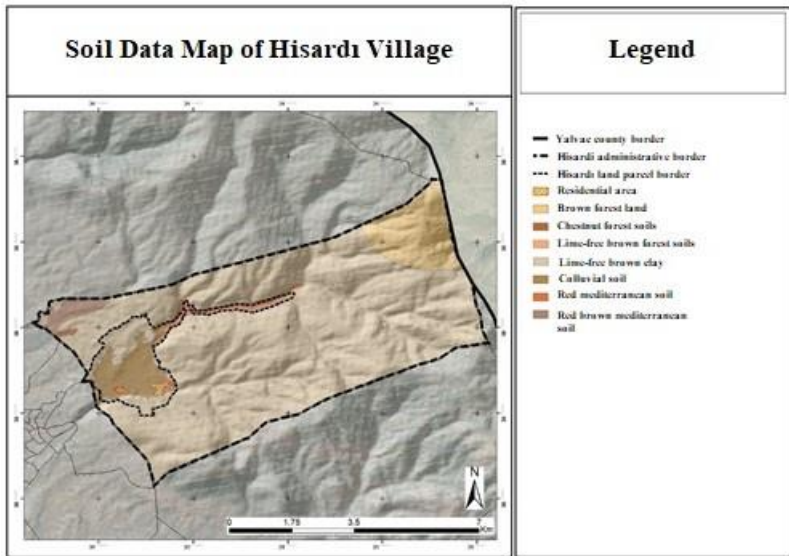 Soil Data Map of Hisardı Village
Legend
Yalvac county border
Hisardi administrative border
Hisardı land parcel border
Residential area
Brown forest land
Chestnut forest soils
Lime-free brown forest soils
Lime-free brown clay
Colluvial soil
Red mediterranean soil
Red brown mediterranean
soil
N
0 1.75 3.5 7
Km